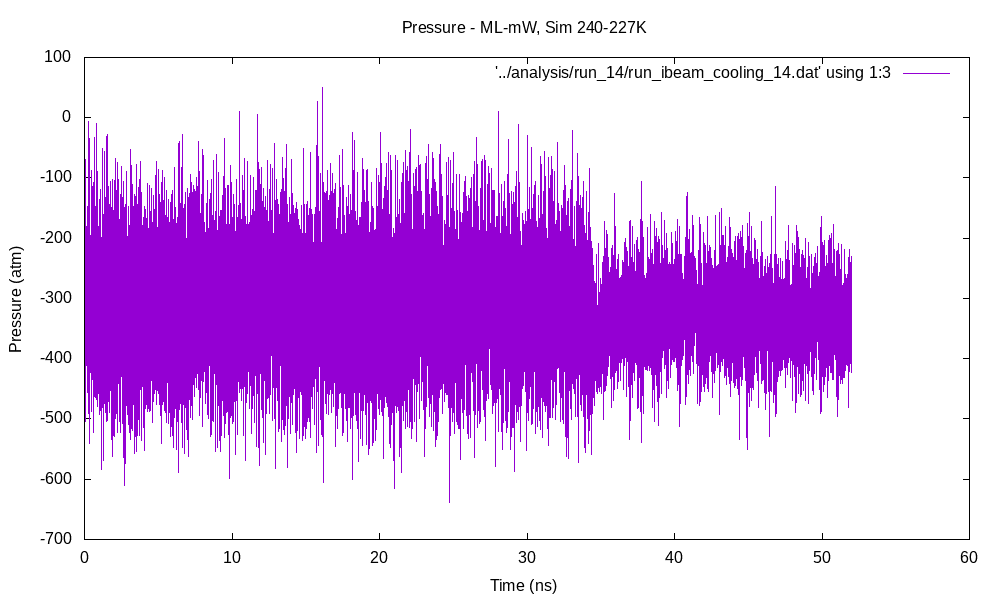 Pressure - ML-mW, Sim 240-227K
'../analysis/run_14/run_ibeam_cooling_14.dat' using 1:3
Pressure (atm)
100
0
-100
-200
-300
-400
-500
-600
-700
0 10 20 30 40 50 60
Time (ns)